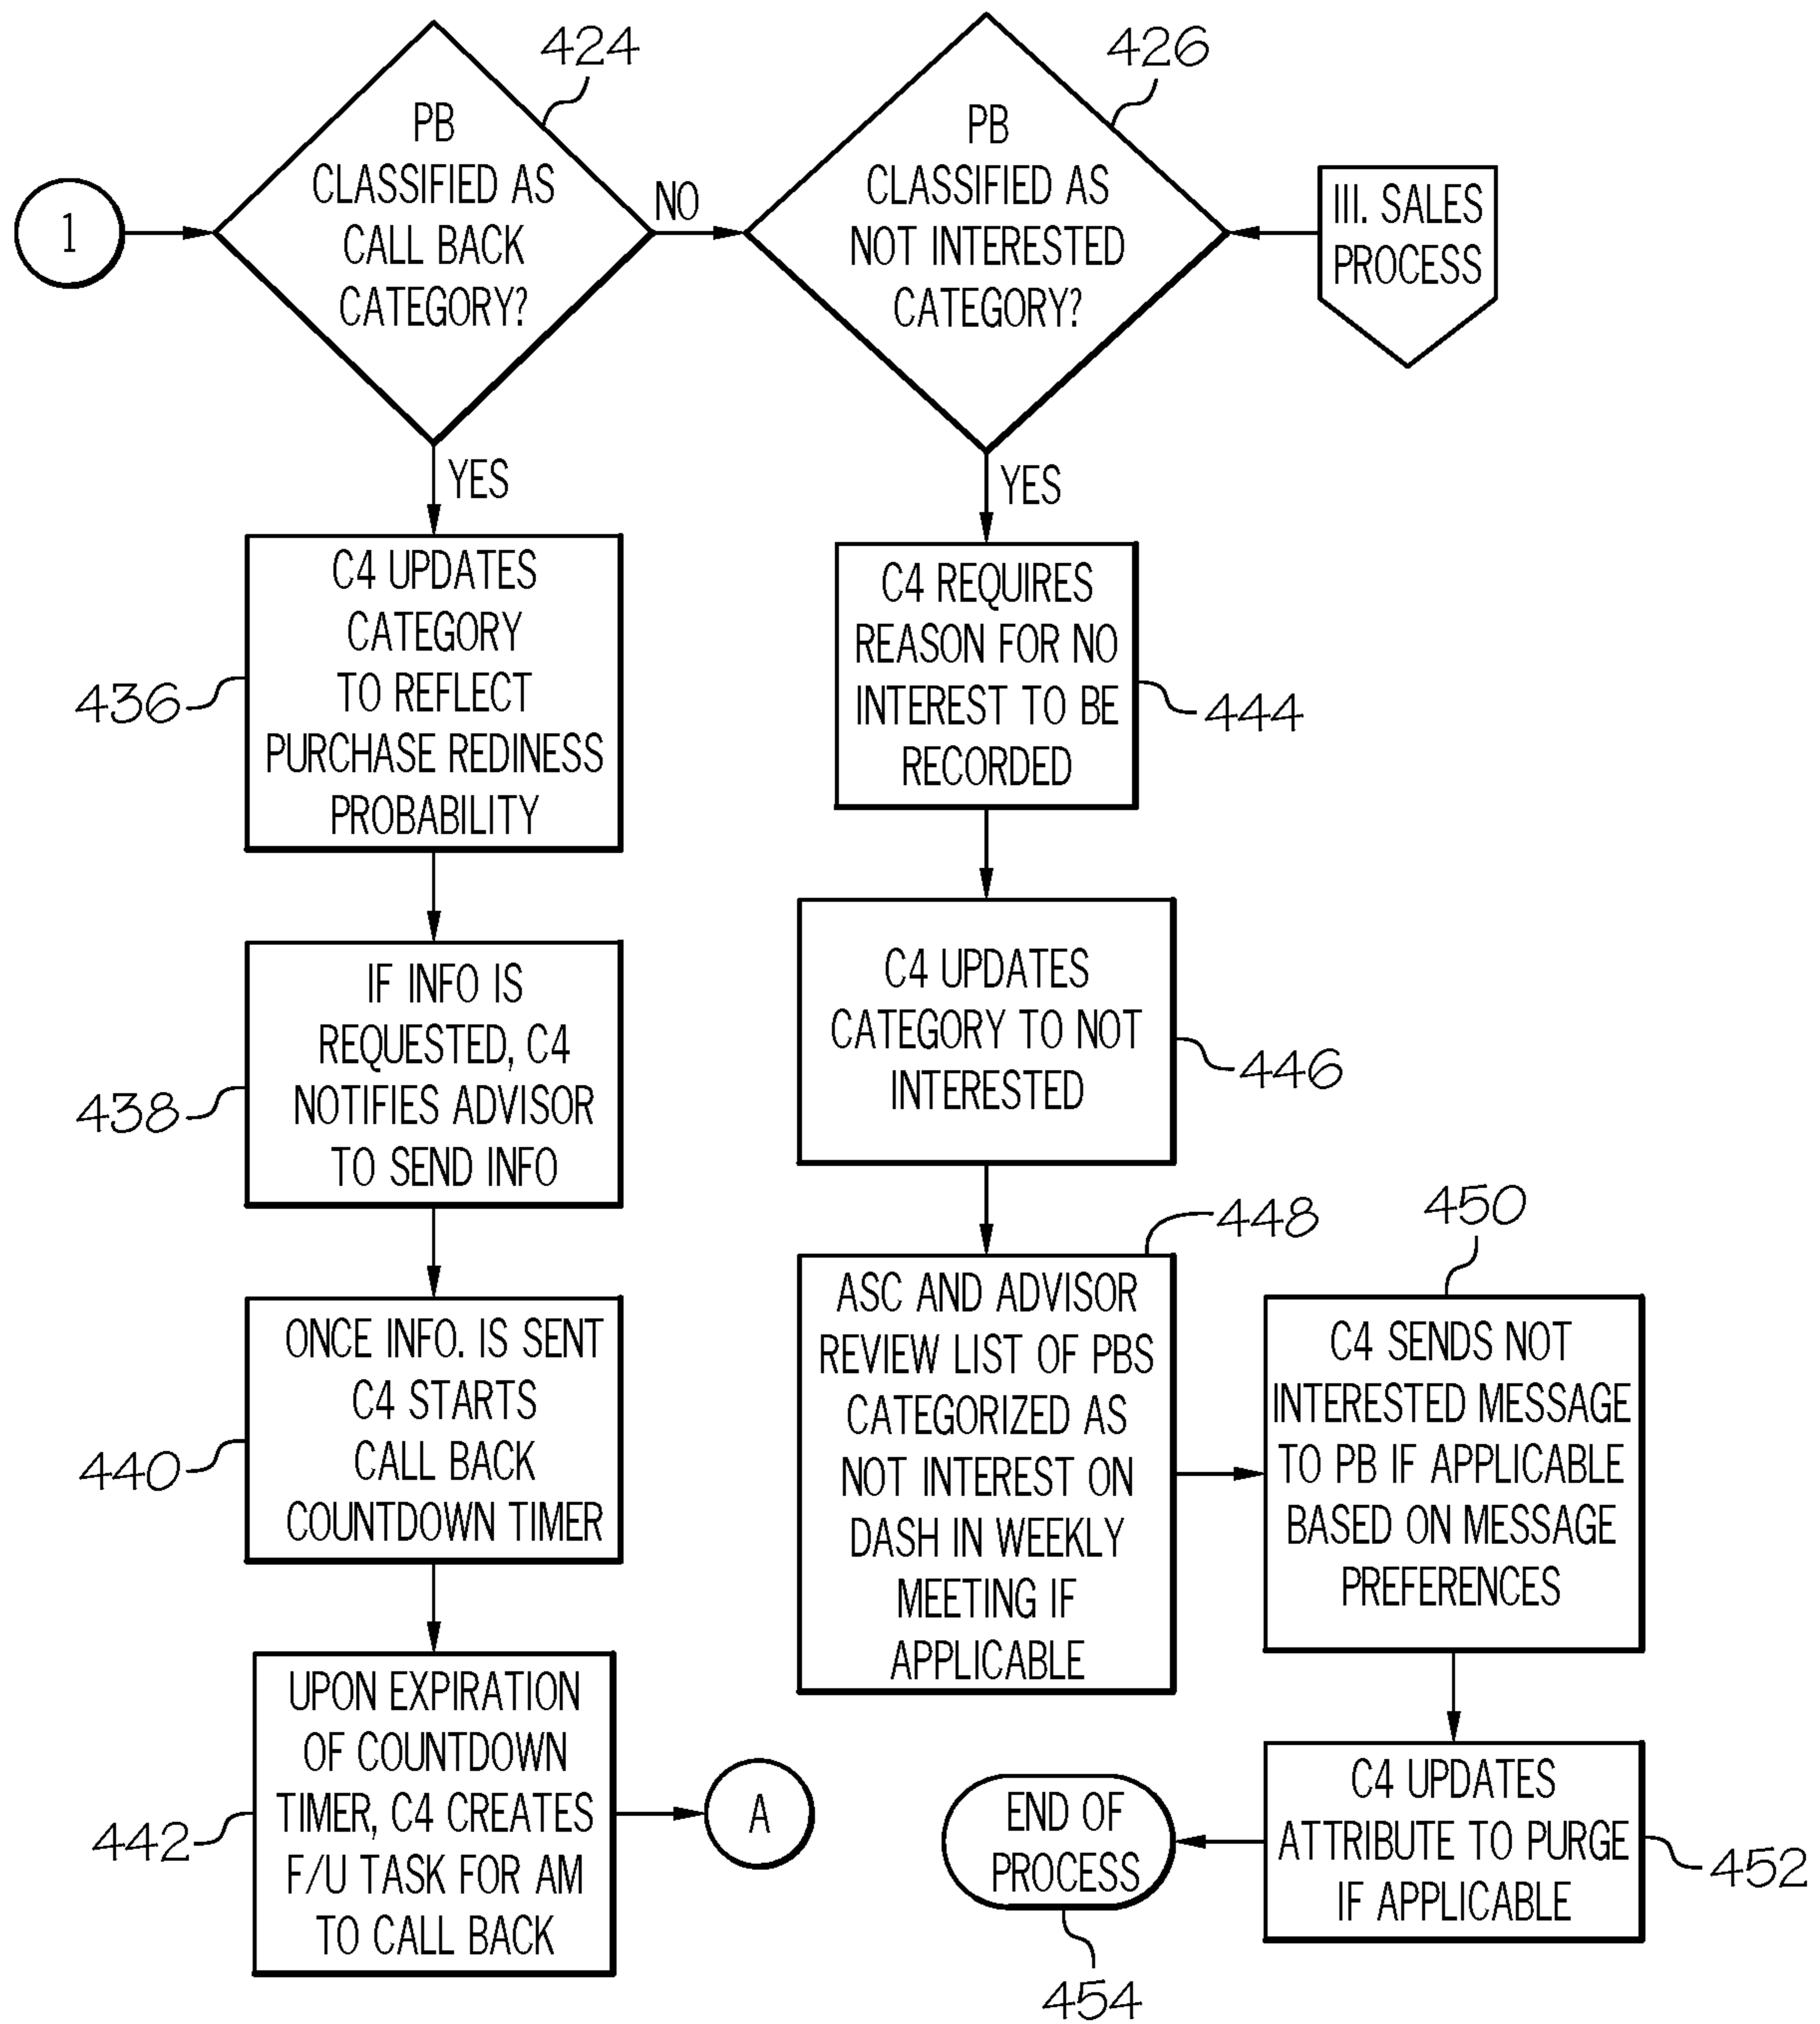 424
426
PB
CLASSIFIED AS
CALL BACK
CATEGORY?
PB
CLASSIFIED AS
NOT INTERESTED
CATEGORY?
III. SALES
PROCESS
1
NO
YES
YES
C4 UPDATES
CATEGORY
TO REFLECT
PURCHASE REDINESS
PROBABILITY
436
C4 REQUIRES
REASON FOR NO
INTEREST TO BE
RECORDED
444
IF INFO IS
REQUESTED, C4
NOTIFIES ADVISOR
TO SEND INFO
438
C4 UPDATES
CATEGORY TO NOT
INTERESTED
446
ONCE INFO. IS SENT
C4 STARTS
CALL BACK
COUNTDOWN TIMER
440
448
ASC AND ADVISOR
REVIEW LIST OF PBS
CATEGORIZED AS
NOT INTEREST ON
DASH IN WEEKLY
MEETING IF
APPLICABLE
450
C4 SENDS NOT
INTERESTED MESSAGE
TO PB IF APPLICABLE
BASED ON MESSAGE
PREFERENCES
UPON EXPIRATION
OF COUNTDOWN
TIMER, C4 CREATES
F/U TASK FOR AM
TO CALL BACK
442
A
END OF
PROCESS
454
C4 UPDATES
ATTRIBUTE TO PURGE
IF APPLICABLE
452